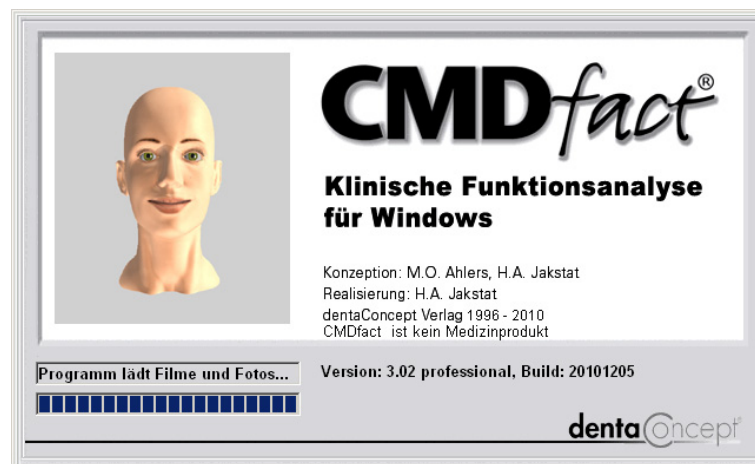 CMDfact®
Klinische Funktionsanalyse
für Windows
Konzeption: M.O. Ahlers, H.A. Jakstat
Realisierung: H.A. Jakstat
dentaConcept Verlag 1996 - 2010
CMDfact ist kein Medizinprodukt
Programm lädt Filme und Fotos...
Version: 3.02 professional, Build: 20101205
dentaConcept®